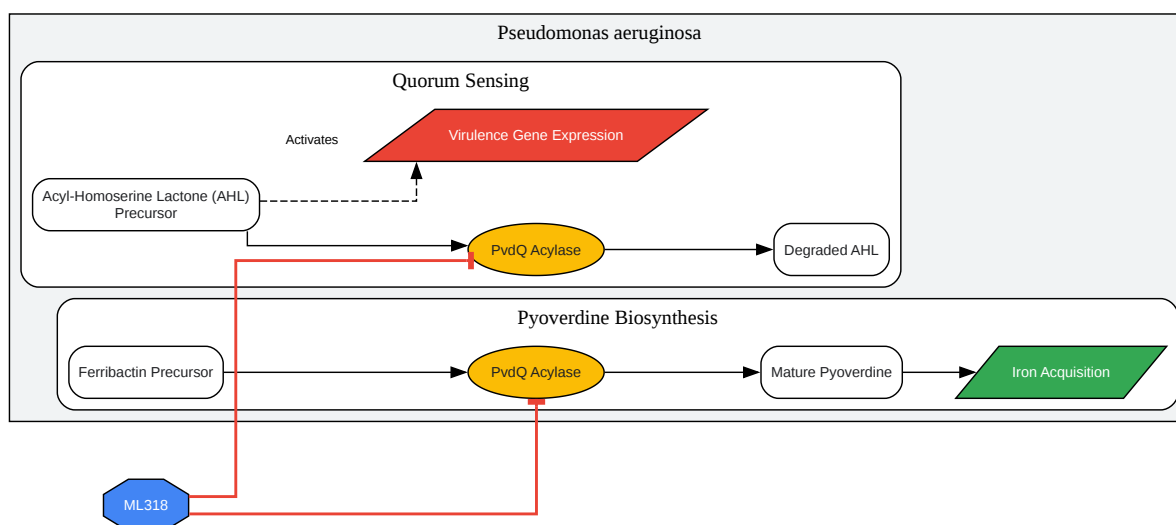 Pseudomonas aeruginosa
Quorum Sensing
Activates
Virulence Gene Expression
Acyl-Homoserine Lactone (AHL)
Precursor
PvdQ Acylase
Degraded AHL
Pyoverdine Biosynthesis
Ferribactin Precursor
PvdQ Acylase
Mature Pyoverdine
Iron Acquisition
ML318